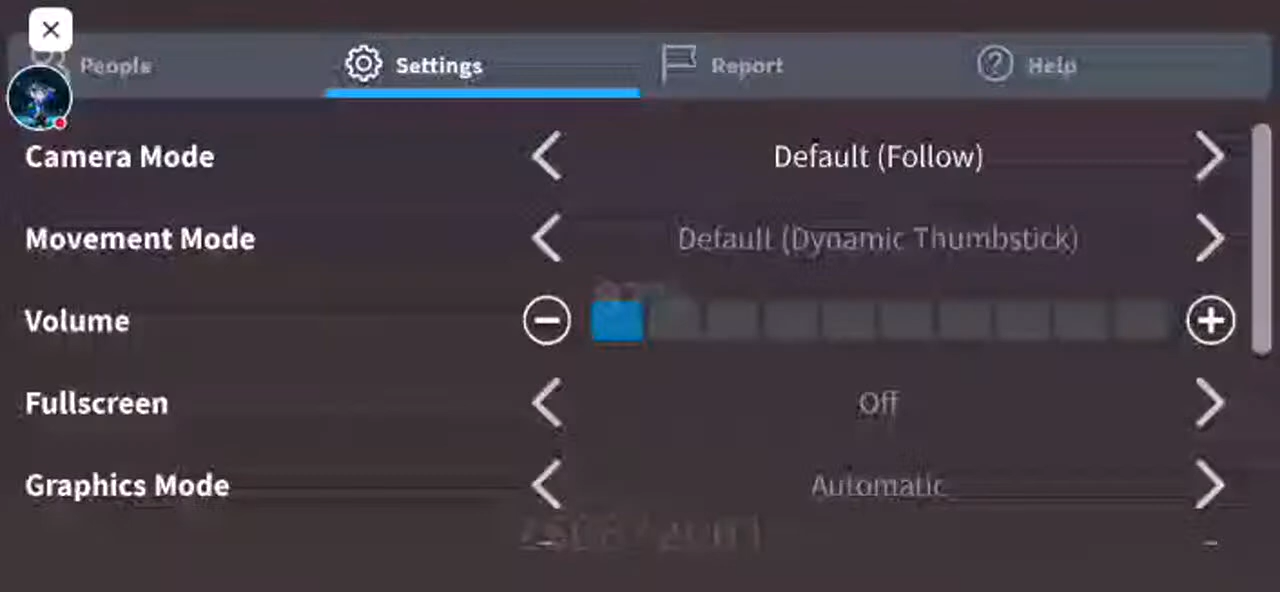 People
Settings
Report
Help
Camera Mode
Default (Follow)
Movement Mode
Default (Dynamic Thumbstick)
Volume
Fullscreen
Off
Graphics Mode
Automatic